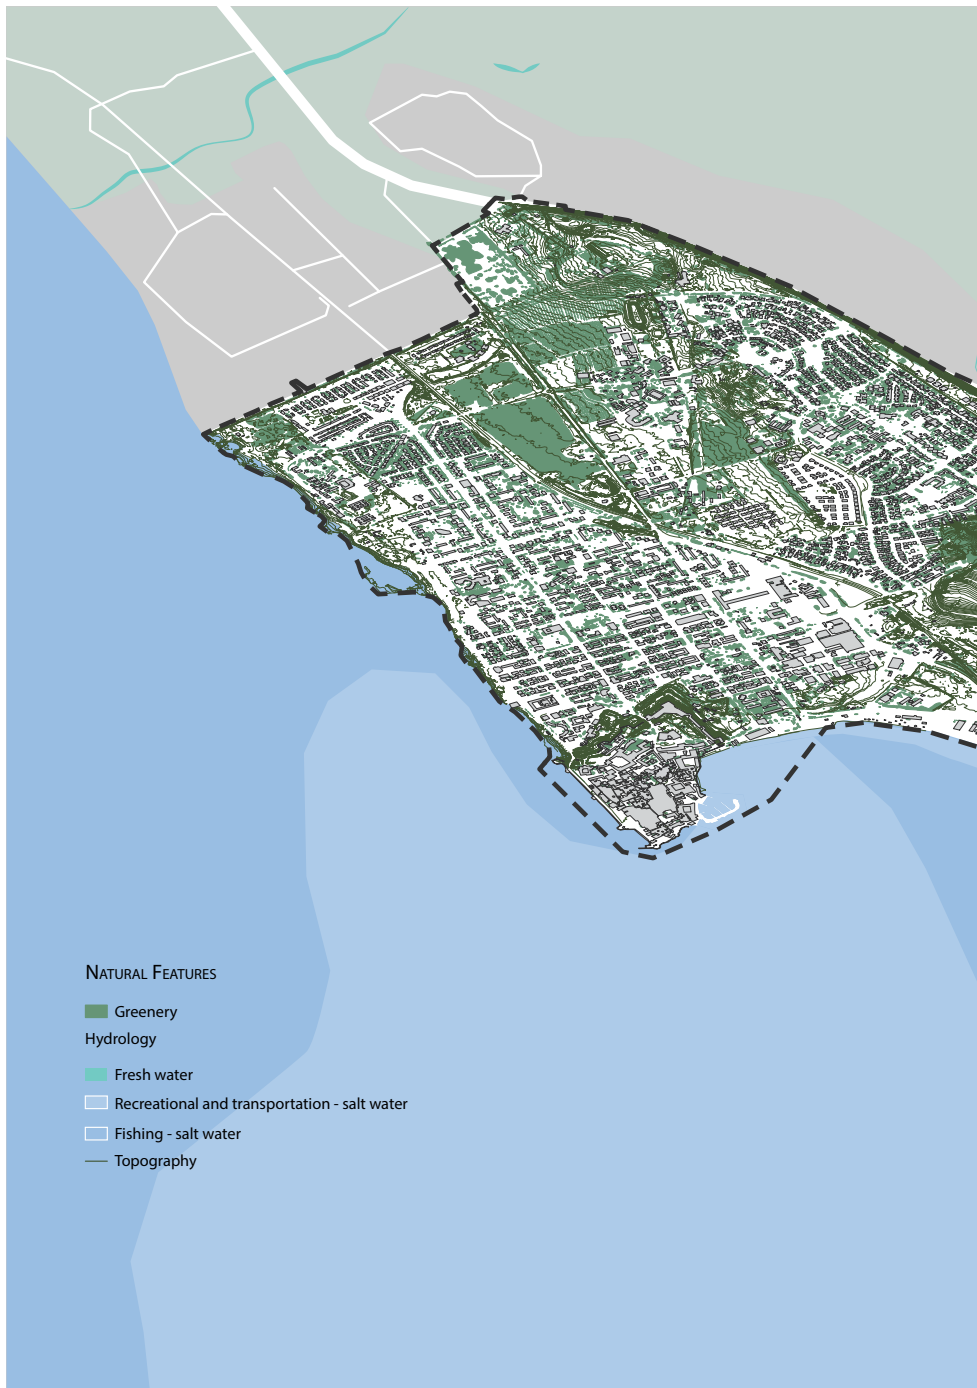 Natural Features
Greenery
Hydrology
Fresh water
Recreational and transportation - salt water
Fishing - salt water
Topography